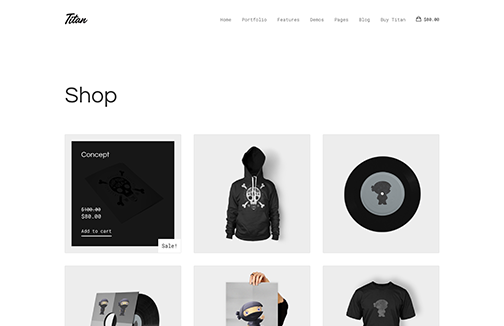 Titan
Home Portfolio Features Demos Pages Blog Buy Titan $80.00
Shop
Concept
$100.00
$80.00
Add to cart
Sale!